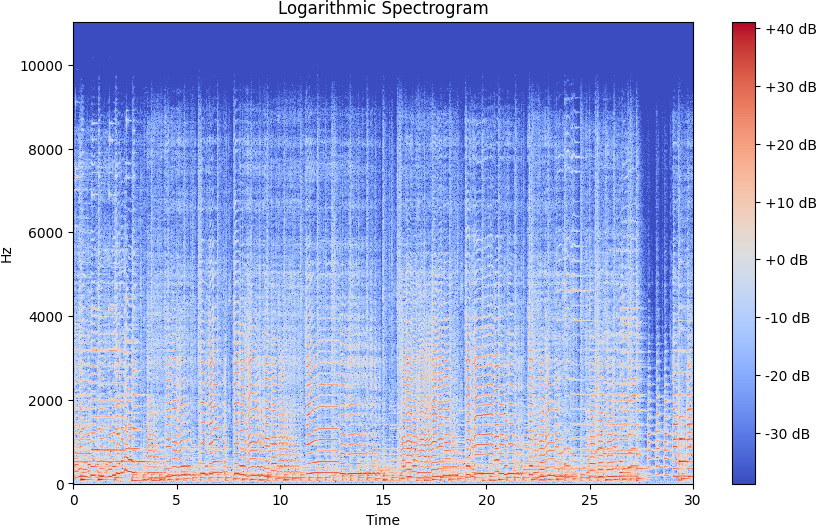 Logarithmic Spectrogram
Hz
10000
8000
6000
4000
2000
0
0 5 10 15 20 25 30
Time
+40 dB
+30 dB
+20 dB
+10 dB
+0 dB
-10 dB
-20 dB
-30 dB